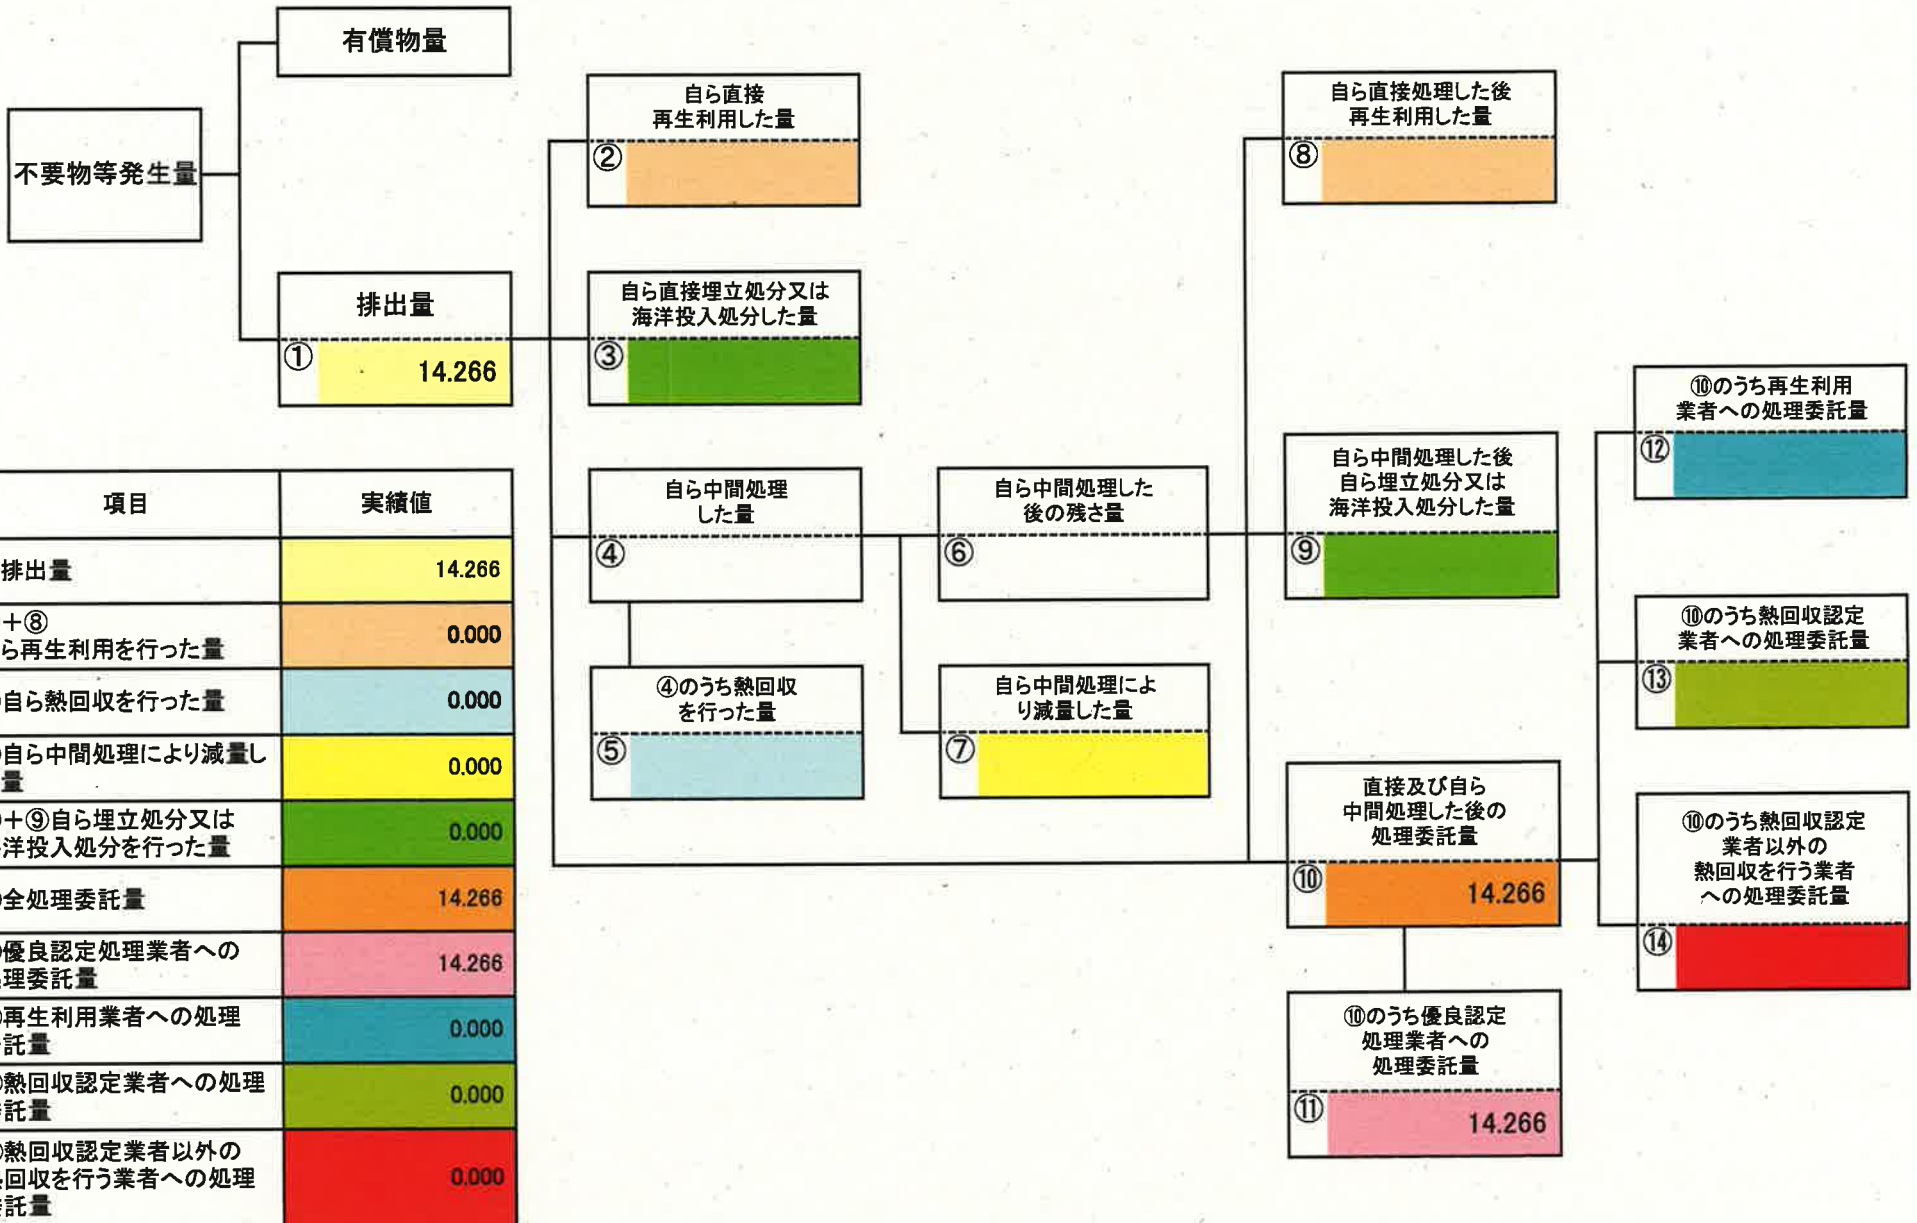 有償物量
不要物等発生量
排出量
①
14.266
自ら直接
再生利用した量
②
自ら直接埋立処分又は
海洋投入処分した量
③
自ら中間処理
した量
④
④のうち熱回収
を行った量
⑤
自ら中間処理した
後の残さ量
⑥
自ら中間処理によ
り減量した量
⑦
自ら直接処理した後
再生利用した量
⑧
自ら中間処理した後
自ら埋立処分又は
海洋投入処分した量
⑨
直接及び自ら
中間処理した後の
処理委託量
⑩
14.266
⑩のうち優良認定
処理業者への
処理委託量
⑪
14.266
⑩のうち再生利用
業者への処理委託量
⑫
⑩のうち熱回収認定
業者への処理委託量
⑬
⑩のうち熱回収認定
業者以外の
熱回収を行う業者
への処理委託量
⑭
項目 実績値
排出量 14.266
+⑧
ら再生利用を行った量 0.000
自ら熱回収を行った量 0.000
自ら中間処理により減量し
量 0.000
+⑨自ら埋立処分又は
洋投入処分を行った量 0.000
全処理委託量 14.266
優良認定処理業者への
理委託量 14.266
再生利用業者への処理
託量 0.000
熱回収認定業者への処理
託量 0.000
熱回収認定業者以外の
回収を行う業者への処理
託量 0.000